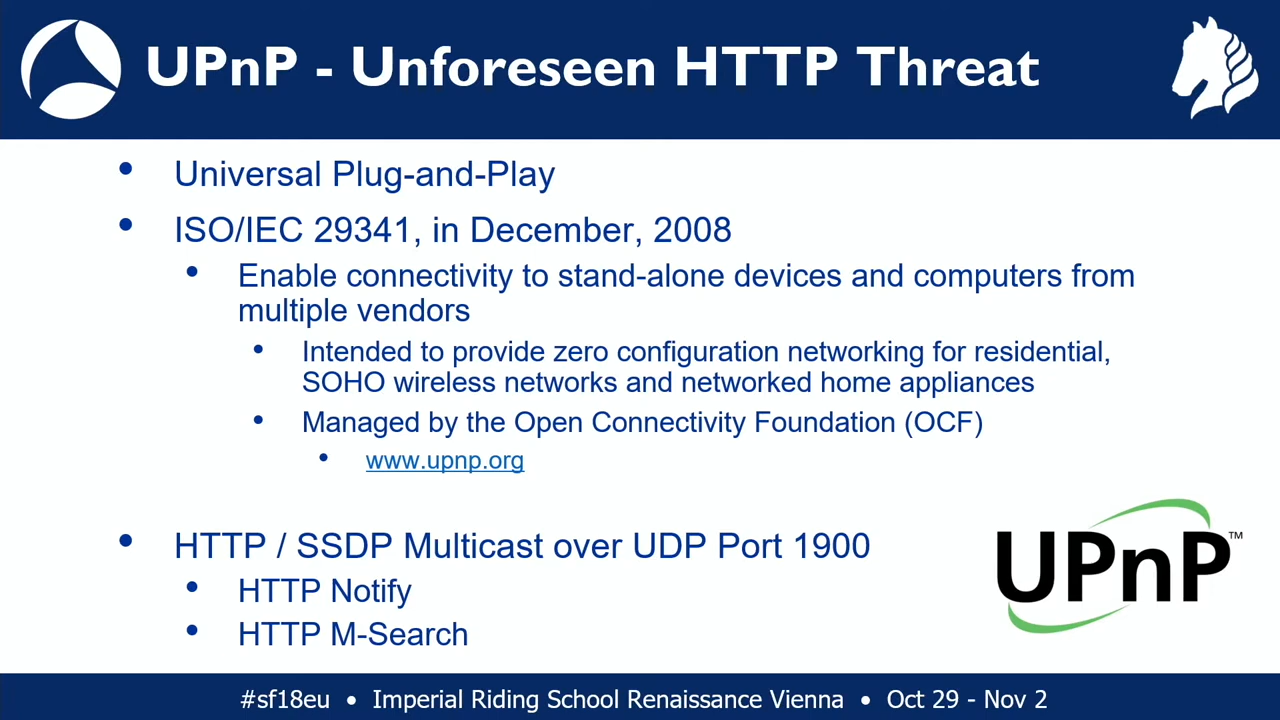 UPnP - Unforeseen HTTP Threat
• Universal Plug-and-Play
• ISO/IEC 29341, in December, 2008
• Enable connectivity to stand-alone devices and computers from
multiple vendors
• Intended to provide zero configuration networking for residential,
SOHO wireless networks and networked home appliances
• Managed by the Open Connectivity Foundation (OCF)
• www.upnp.org
• HTTP / SSDP Multicast over UDP Port 1900
• HTTP Notify
• HTTP M-Search
UPnP™
#sf18eu • Imperial Riding School Renaissance Vienna • Oct 29 - Nov 2